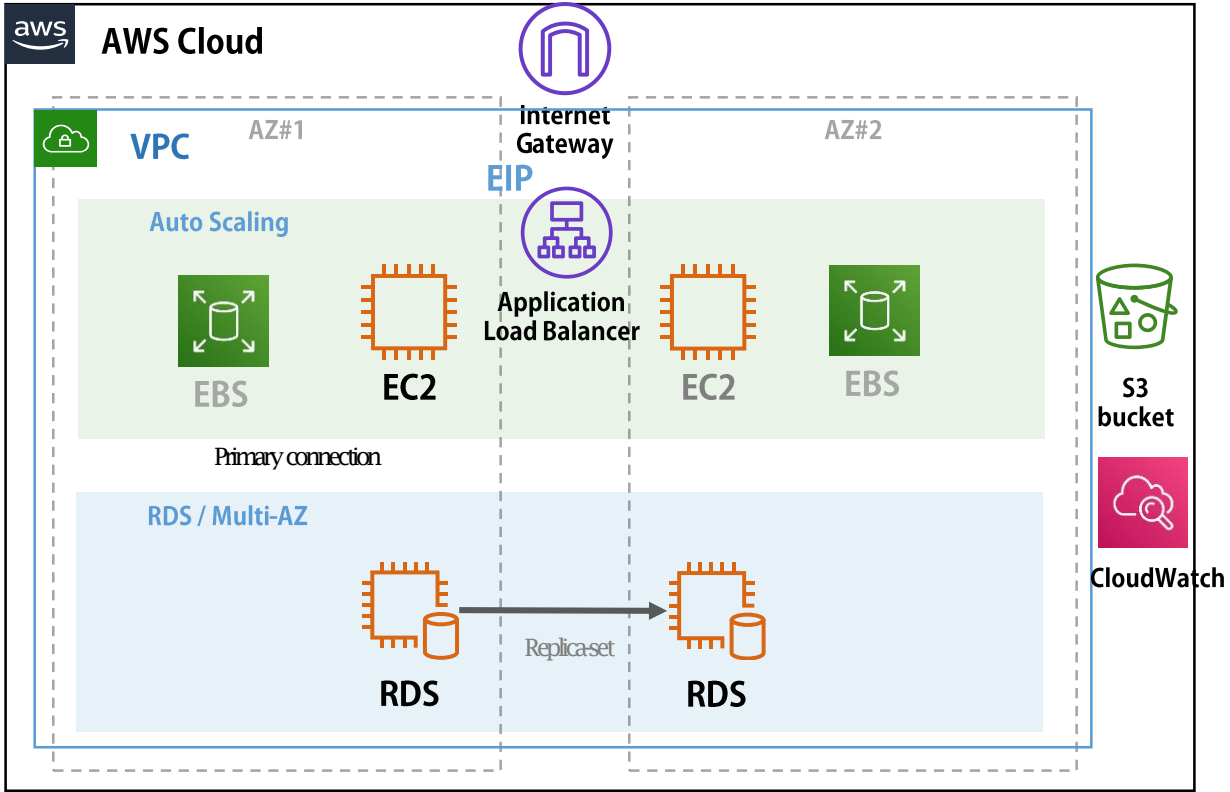 aws
AWS Cloud
Internet
Gateway
AZ#1
AZ#2
VPC
EIP
Auto Scaling
Application
Load Balancer
EBS
EC2
EC2
EBS
S3
bucket
Primary connection
RDS / Multi-AZ
CloudWatch
Replica-set
RDS
RDS